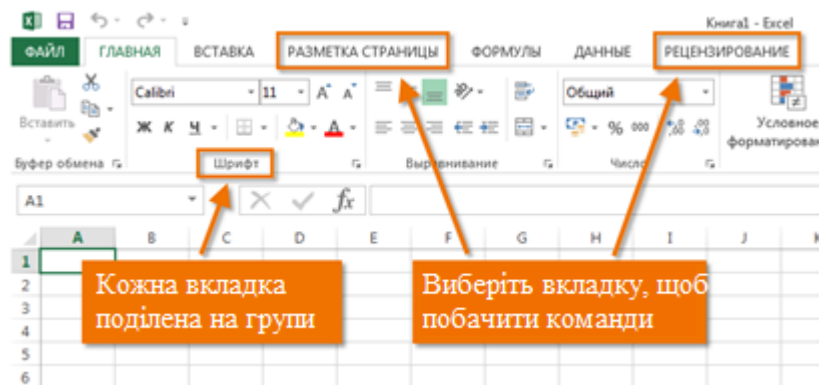 Книга1 - Excel
ФАЙЛ ГЛАВНАЯ ВСТАВКА РАЗМЕТКА СТРАНИЦЫ ФОРМУЛЫ ДАННЫЕ РЕЦЕНЗИРОВАНИЕ
Вставить
Calibri 11
Ж К Ч
Общий
% 000
Условное
форматирован
Буфер обмена Шрифт Выравнивание Число
A1 fx
A B C D E F G H I J K
1
2
3
4
5
6
Кожна вкладка
поділена на групи
Виберіть вкладку, щоб
побачити команди